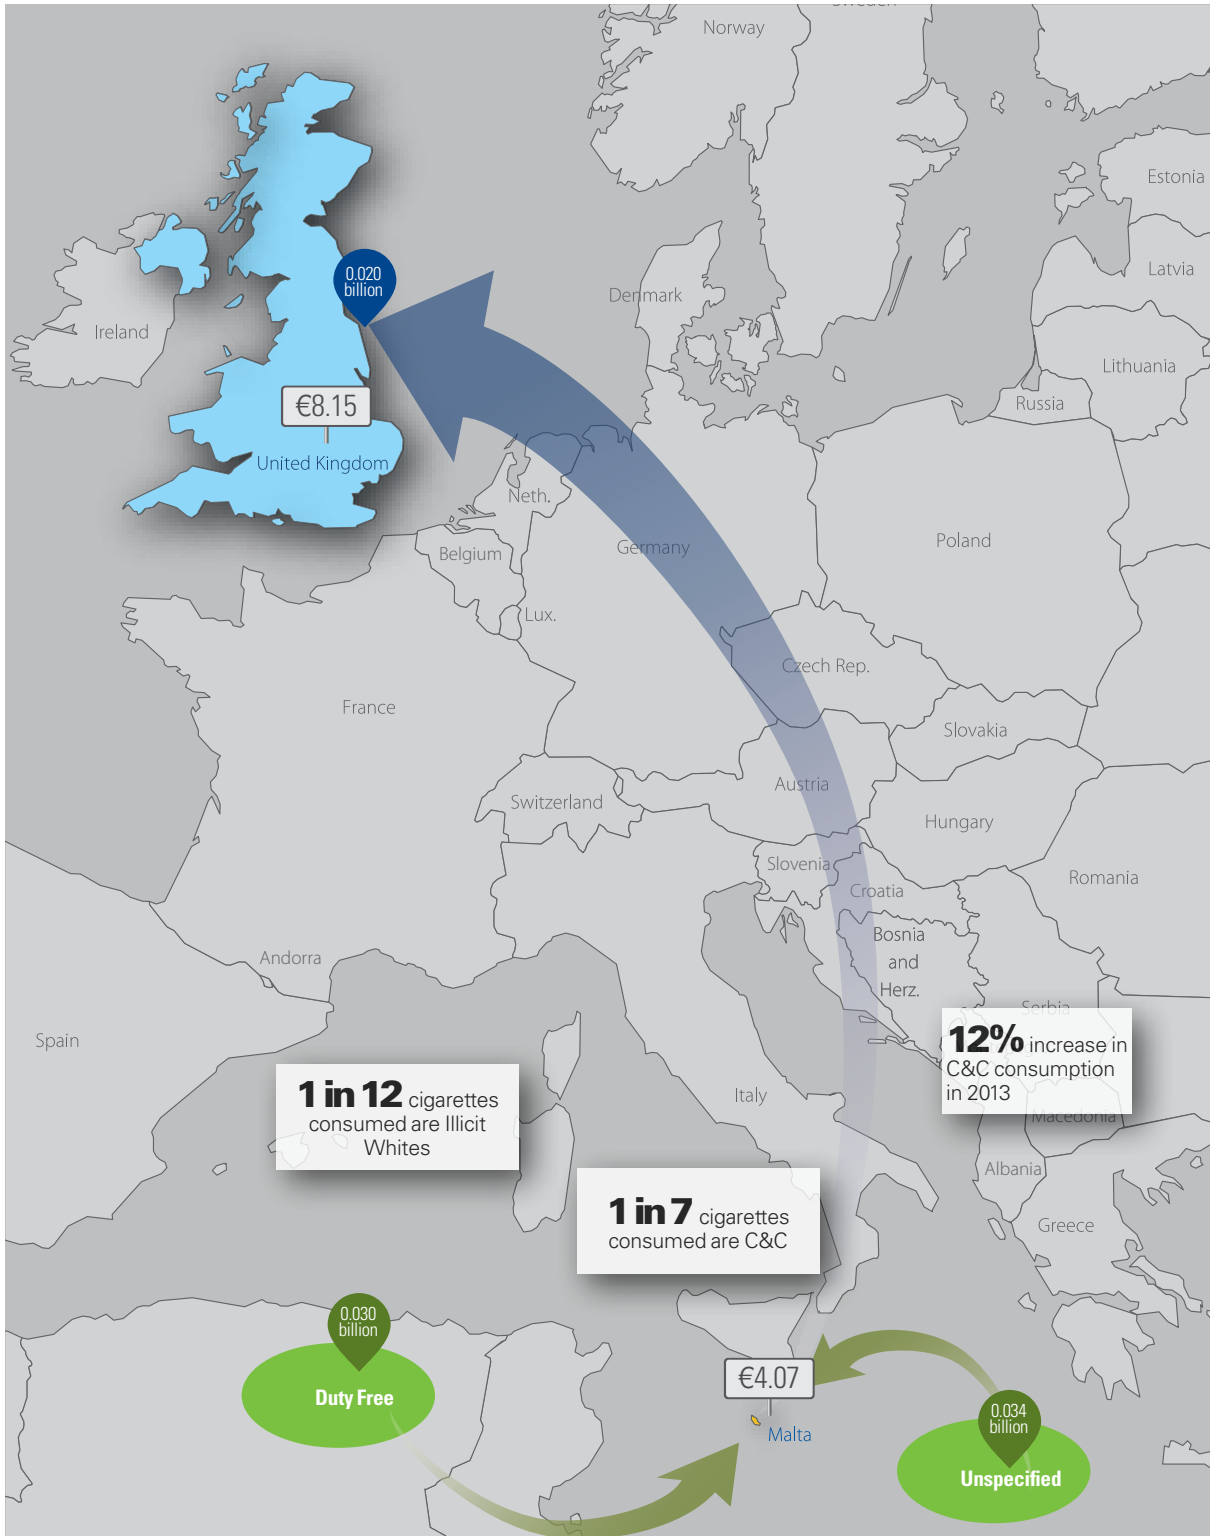 Sweden
Norway
Estonia
Latvia
0.020
billion
Denmark
Ireland
Lithuania
€8.15
Russia
United Kingdom
Neth.
Germany
Poland
Belgium
Lux.
Czech Rep.
France
Slovakia
Austria
Switzerland
Hungary
Slovenia
Romania
Croatia
Bosnia
and
Herz.
Andorra
Serbia
Spain
12% increase in
C&C consumption
in 2013
1 in 12 cigarettes
consumed are Illicit
Whites
Italy
Macedonia
Albania
1 in 7 cigarettes
consumed are C&C
Greece
0.030
billion
Duty Free
€4.07
Malta
0.034
billion
Unspecified